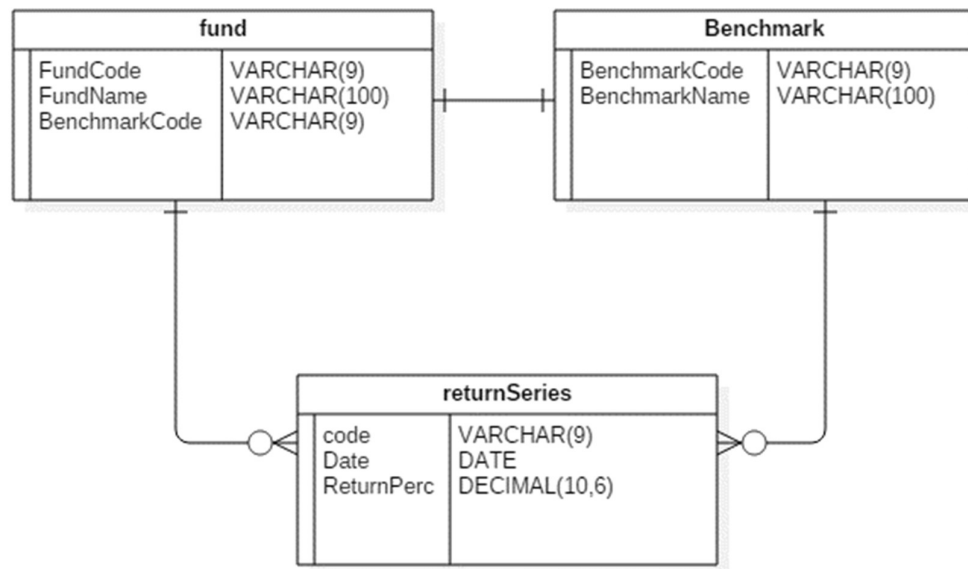 fund
FundCode VARCHAR(9)
FundName VARCHAR(100)
BenchmarkCode VARCHAR(9)
Benchmark
BenchmarkCode VARCHAR(9)
BenchmarkName VARCHAR(100)
returnSeries
code VARCHAR(9)
Date DATE
ReturnPerc DECIMAL(10,6)